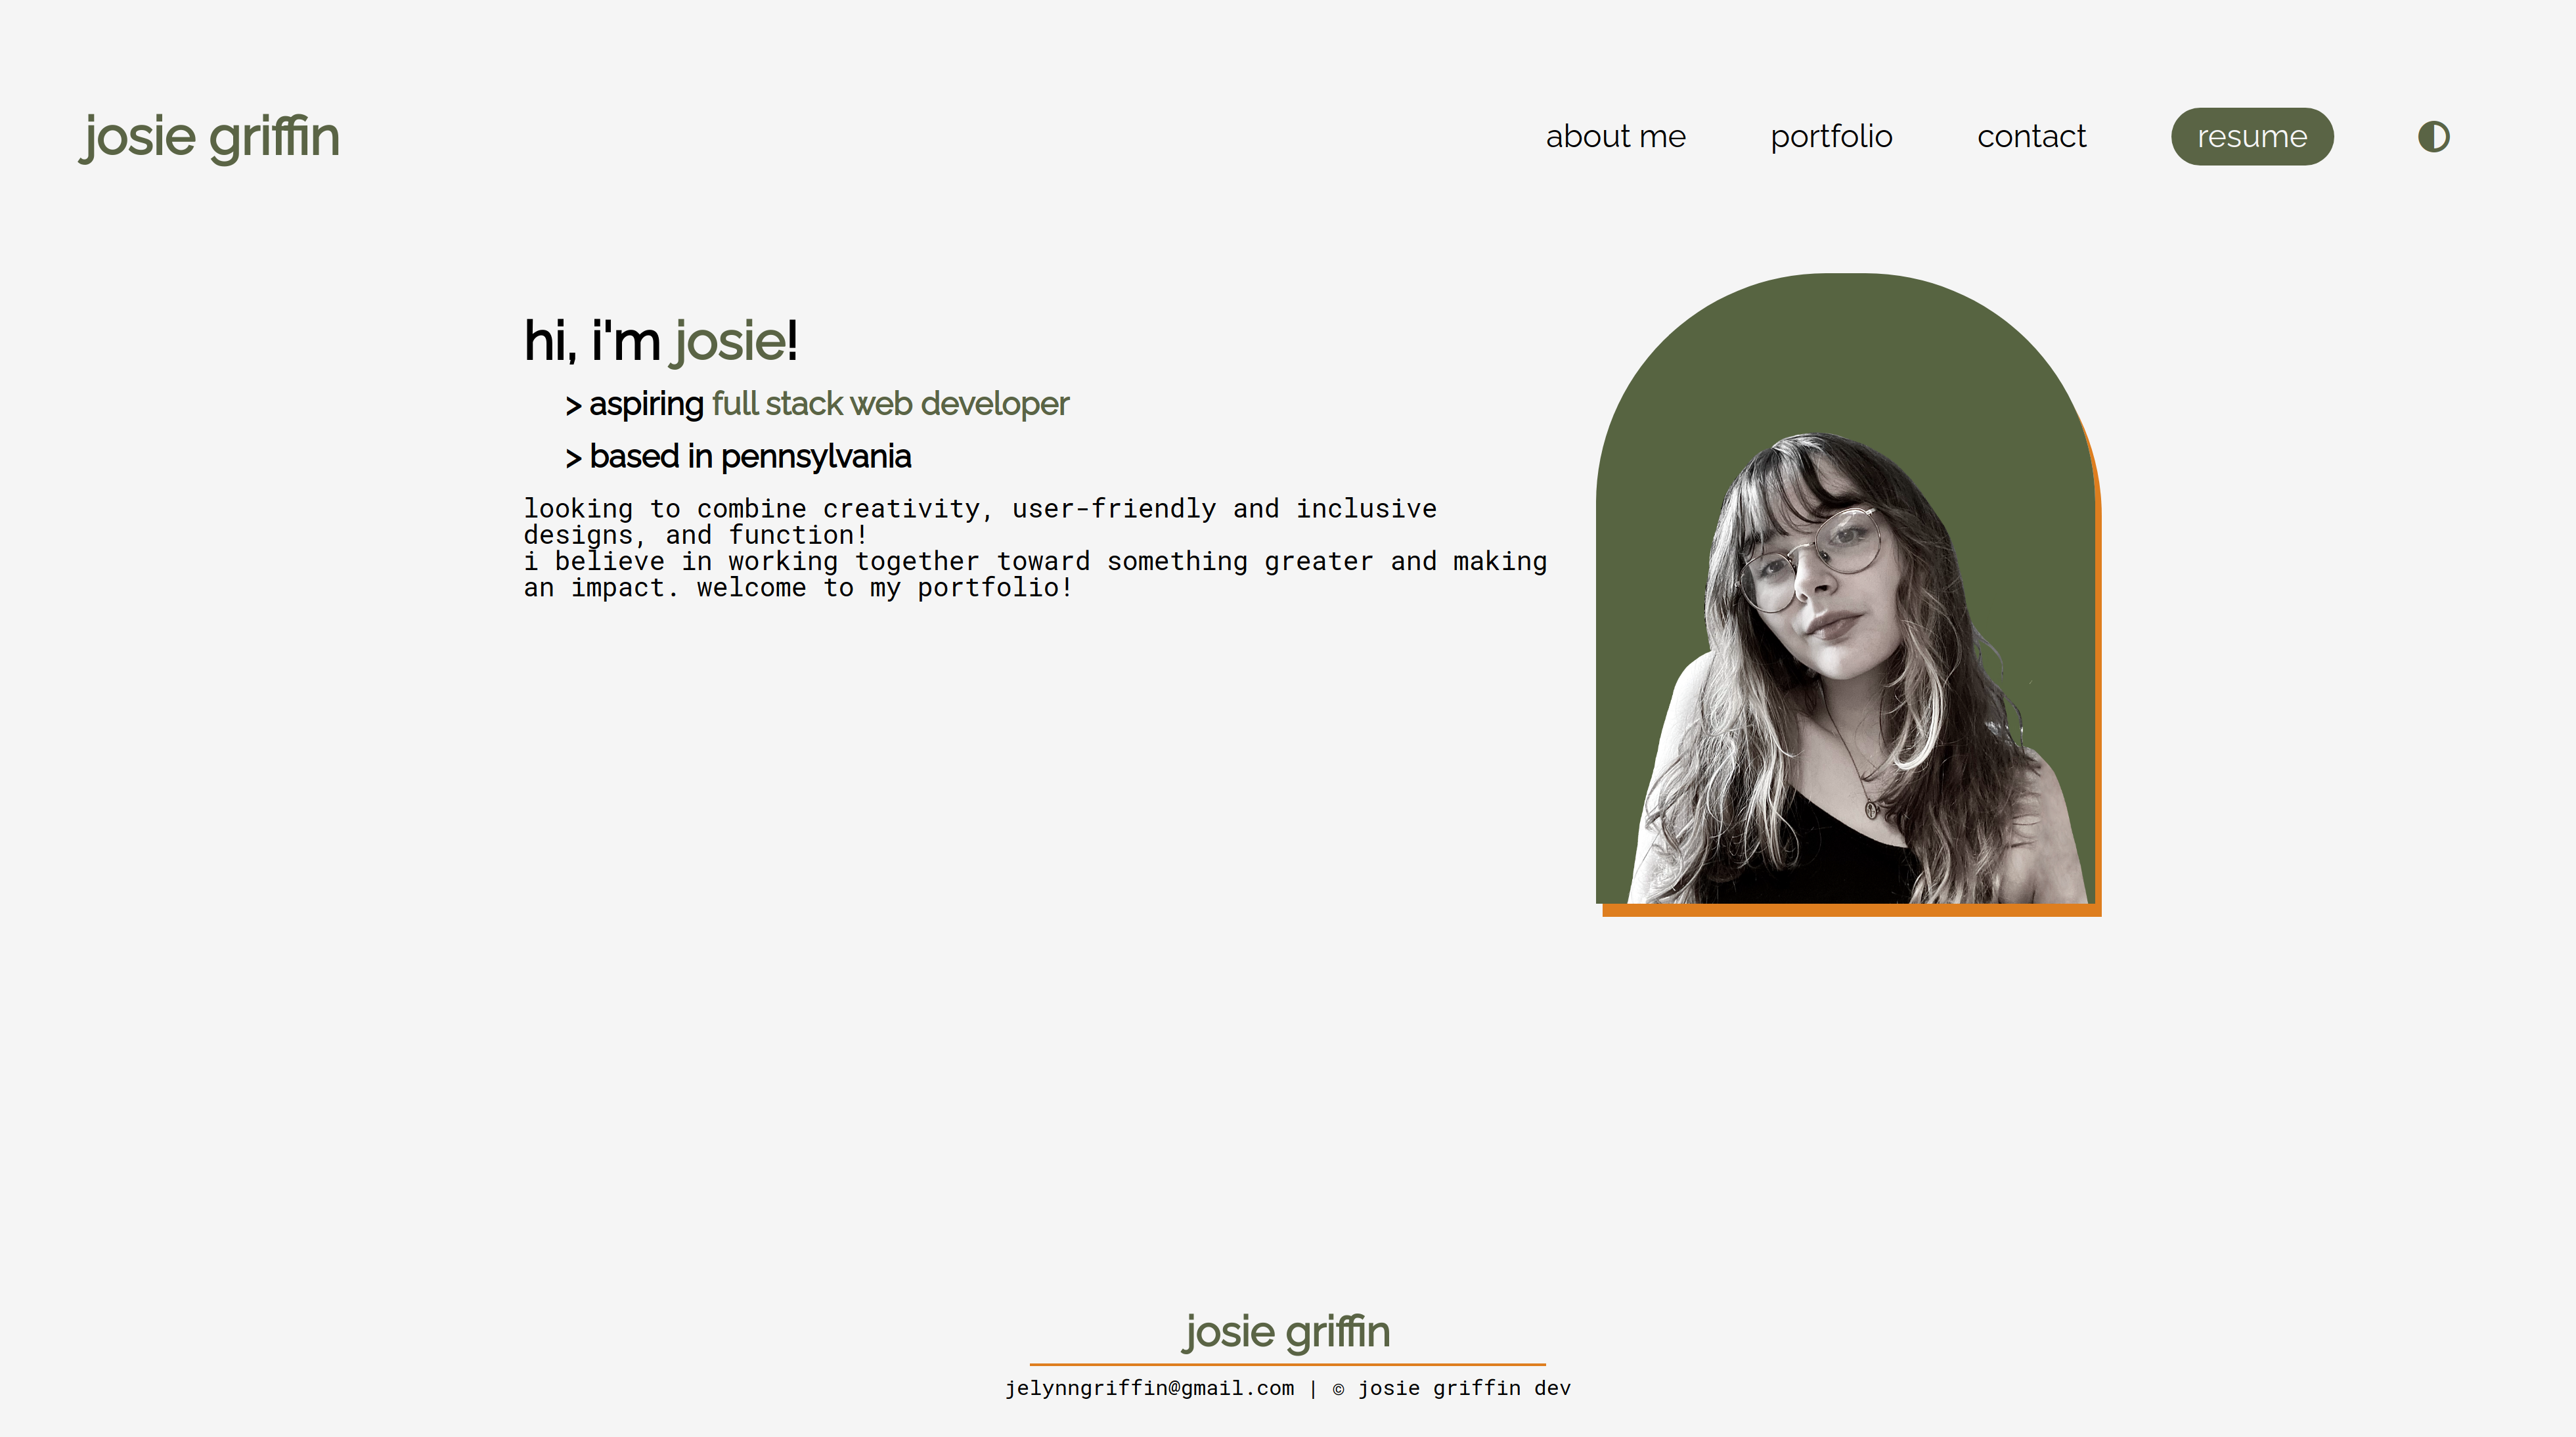 josie griffin
about me
portfolio
contact
resume
hi, i'm josie!
> aspiring full stack web developer
> based in pennsylvania
looking to combine creativity, user-friendly and inclusive
designs, and function!
i believe in working together toward something greater and making
an impact. welcome to my portfolio!
josie griffin
jelynngriffin@gmail.com | © josie griffin dev